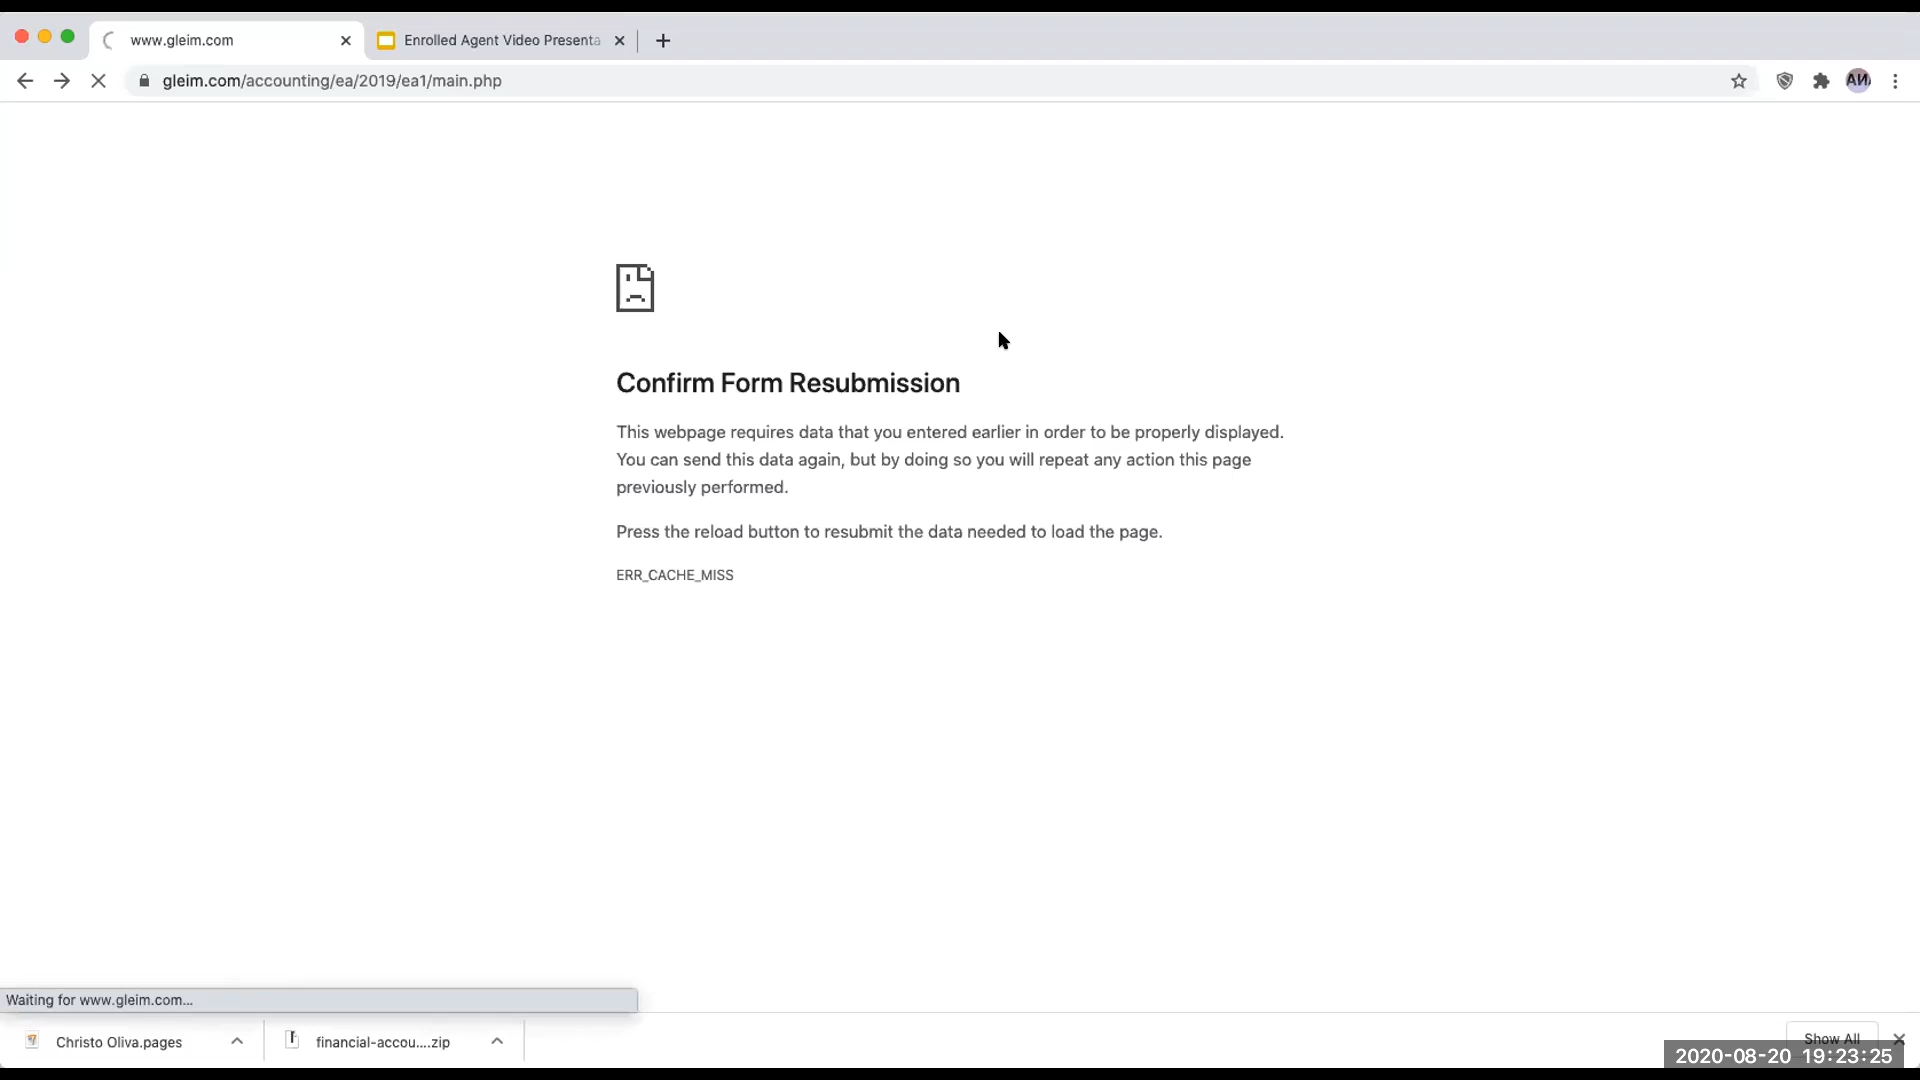 www.gleim.com
Enrolled Agent Video Presenta
gleim.com/accounting/ea/2019/ea1/main.php
Confirm Form Resubmission
This webpage requires data that you entered earlier in order to be properly displayed.
You can send this data again, but by doing so you will repeat any action this page
previously performed.
Press the reload button to resubmit the data needed to load the page.
ERR_CACHE_MISS
Waiting for www.gleim.com...
Christo Oliva.pages
financial-accou....zip
Show All
2020-08-20 19:23:25